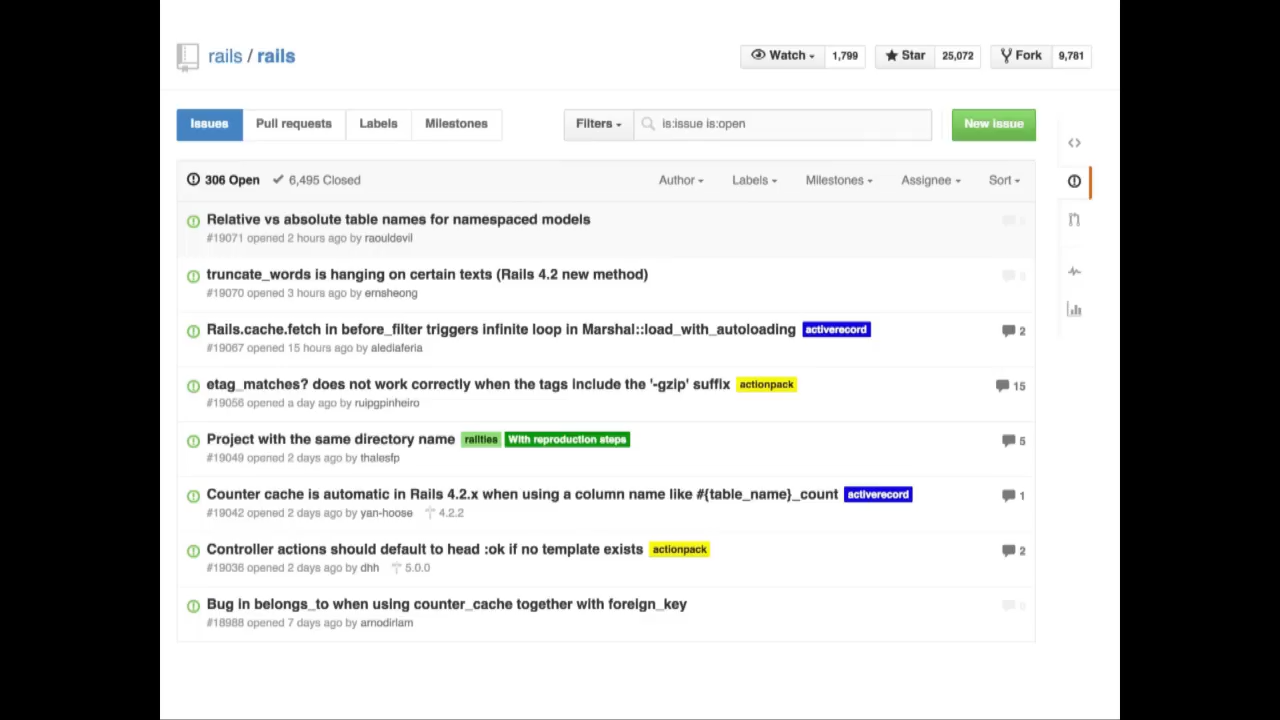 rails / rails
Watch 1,799 Star 25,072 Fork 9,781
Issues Pull requests Labels Milestones Filters is:issue is:open New issue
306 Open 6,495 Closed Author Labels Milestones Assignee Sort
Relative vs absolute table names for namespaced models 0
#19071 opened 2 hours ago by raouldevil
truncate_words is hanging on certain texts (Rails 4.2 new method) 0
#19070 opened 3 hours ago by ernsheong
Rails.cache.fetch in before_filter triggers infinite loop in Marshal::load_with_autoloading activerecord 2
#19067 opened 15 hours ago by alediaferia
etag_matches? does not work correctly when the tags include the '-gzip' suffix actionpack 15
#19056 opened a day ago by ruipgpinheiro
Project with the same directory name railties With reproduction steps 5
#19049 opened 2 days ago by thalesfp
Counter cache is automatic in Rails 4.2.x when using a column name like #{table_name}_count activerecord 1
#19042 opened 2 days ago by yan-hoose 4.2.2
Controller actions should default to head :ok if no template exists actionpack 2
#19036 opened 2 days ago by dhh 5.0.0
Bug in belongs_to when using counter_cache together with foreign_key 0
#18988 opened 7 days ago by arnodirlam